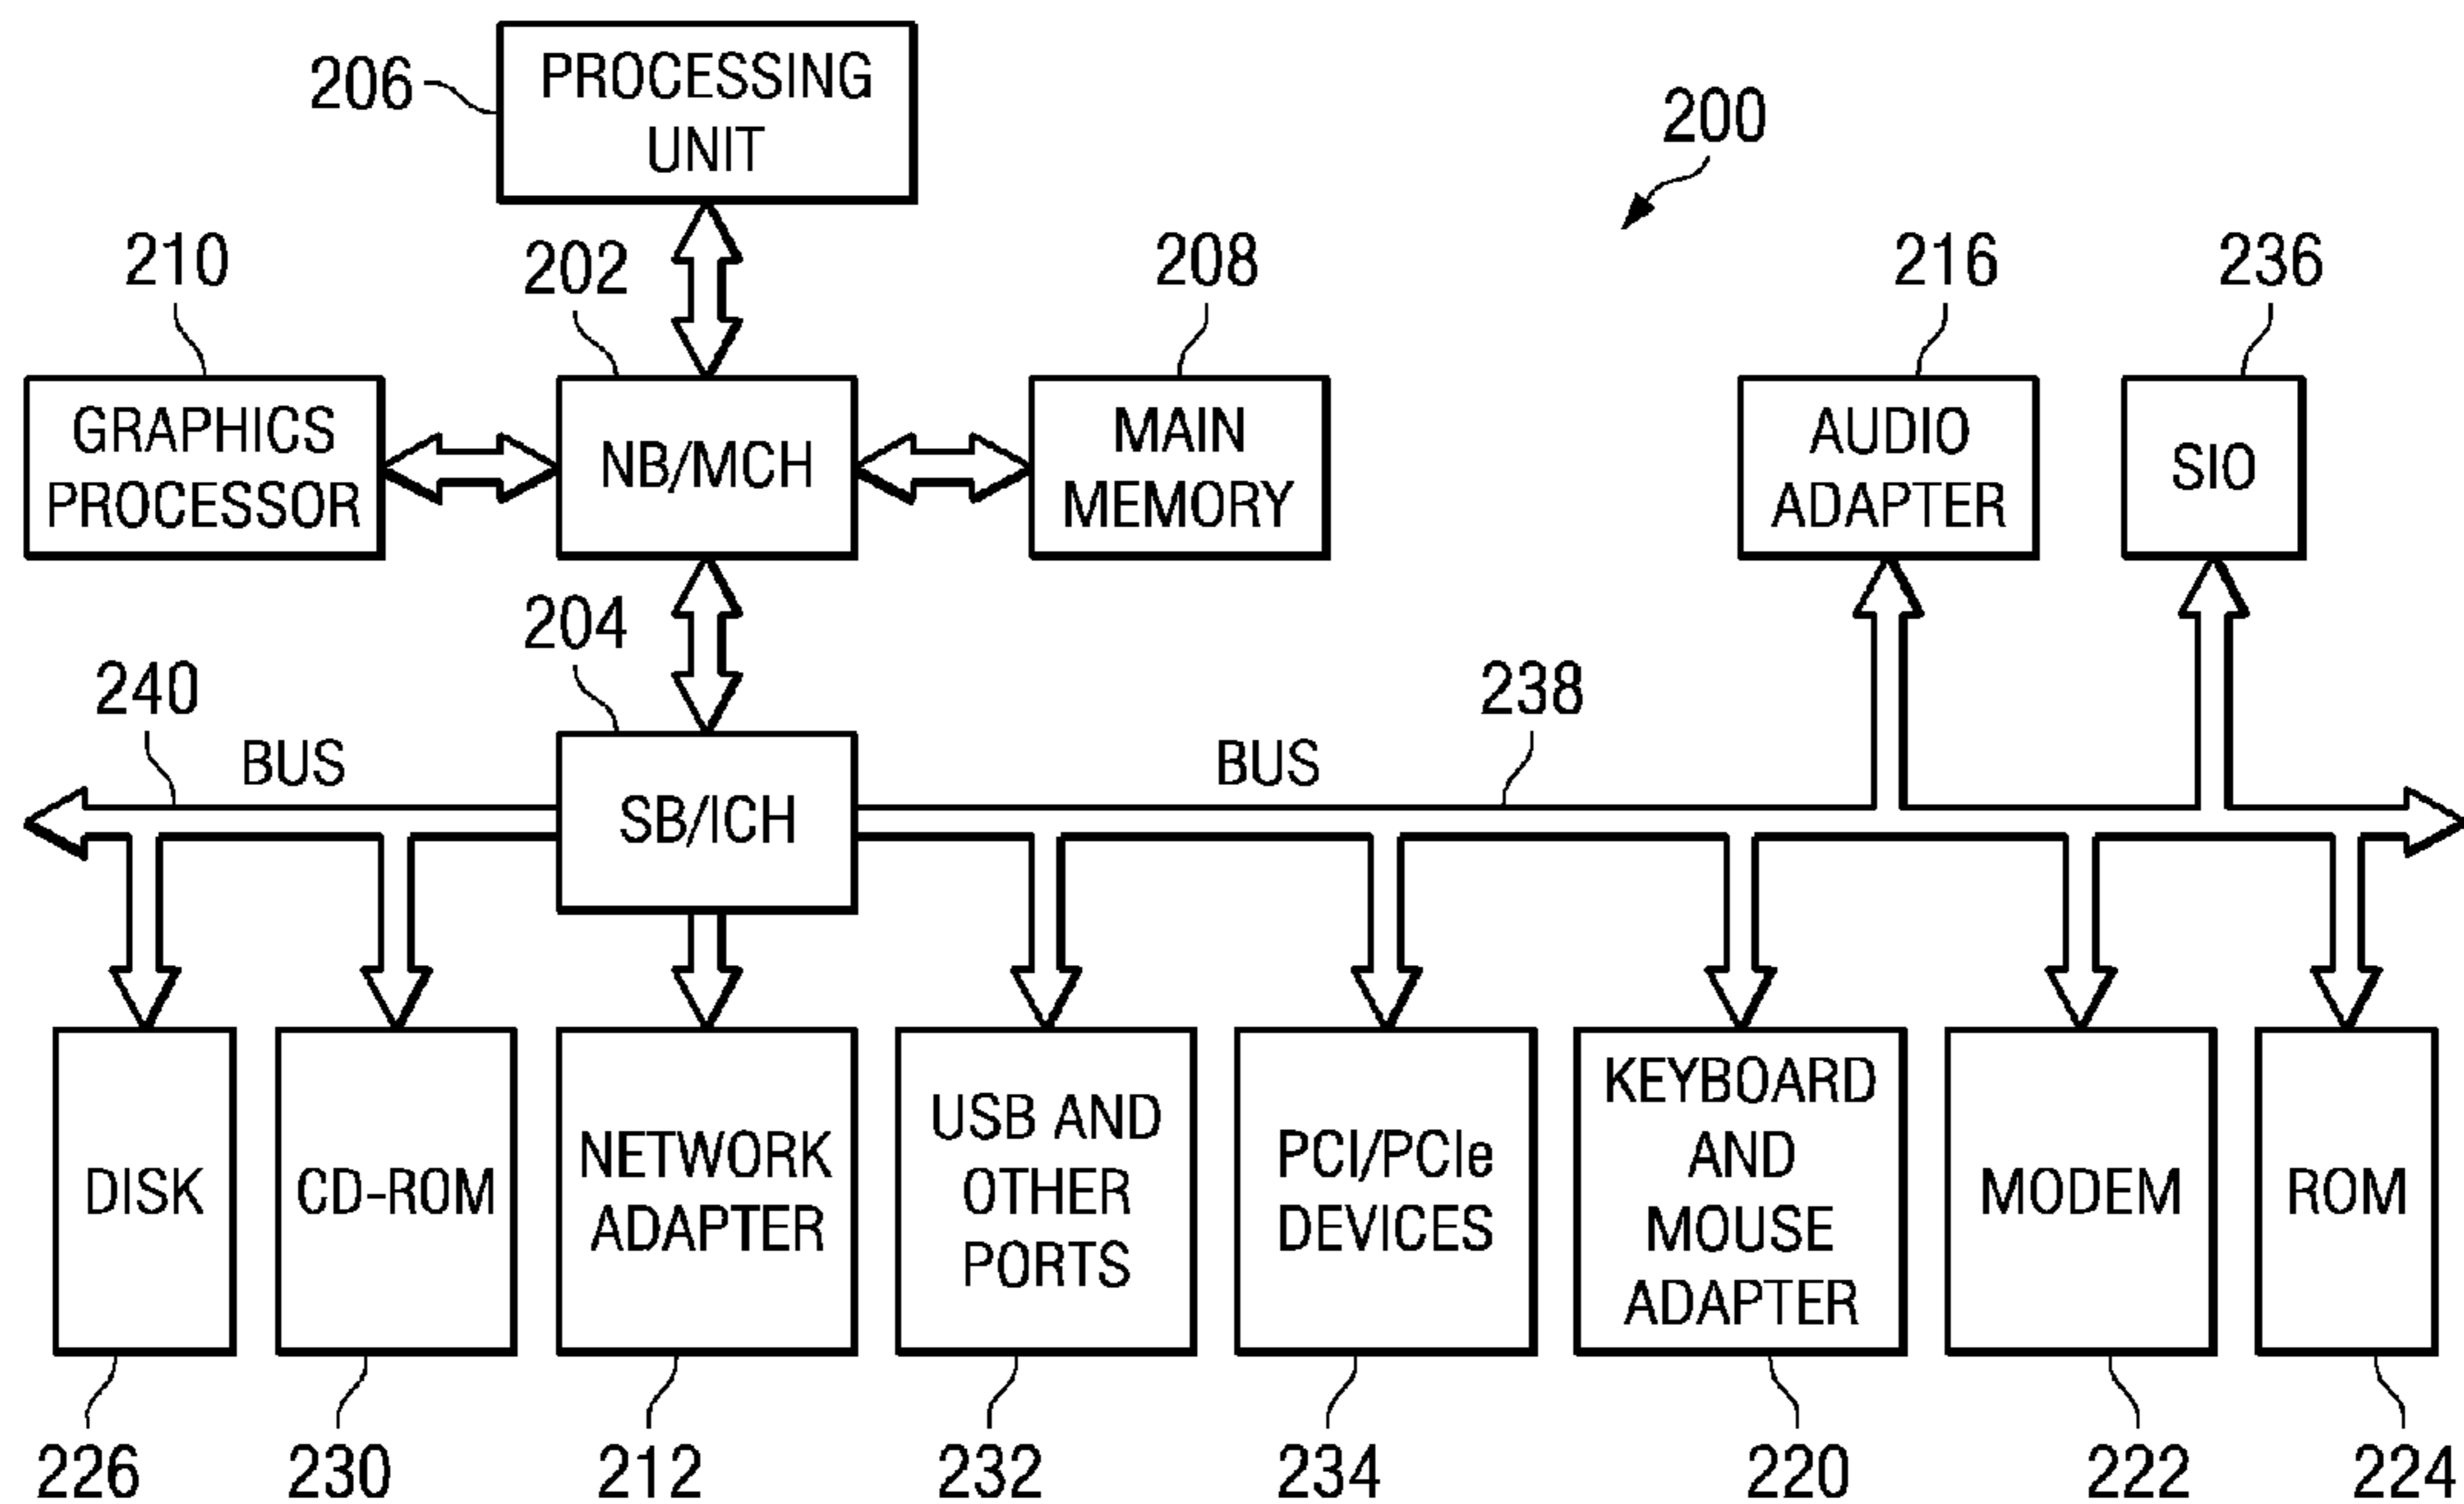 206
PROCESSING
UNIT
200
210
202
208
216
236
GRAPHICS
PROCESSOR
NB/MCH
MAIN
MEMORY
AUDIO
ADAPTER
SIO
204
240
BUS
238
BUS
SB/ICH
DISK
CD-ROM
NETWORK
ADAPTER
USB AND
OTHER
PORTS
PCI/PCIe
DEVICES
KEYBOARD
AND
MOUSE
ADAPTER
MODEM
ROM
226
230
212
232
234
220
222
224